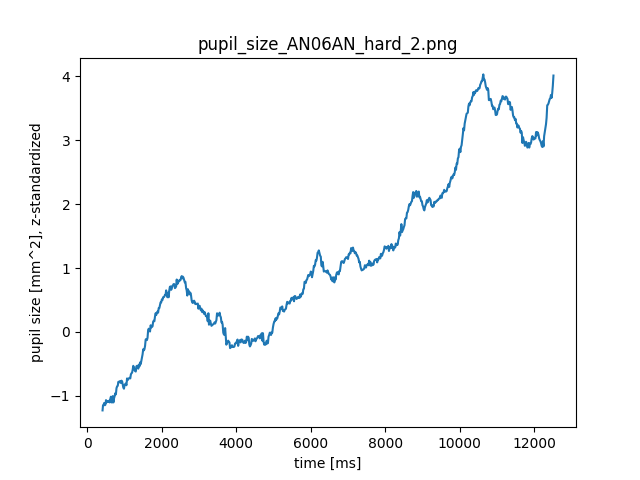 pupil_size_AN06AN_hard_2.png
pupil size [mm^2], z-standardized
4
3
2
1
0
−1
0 2000 4000 6000 8000 10000 12000
time [ms]